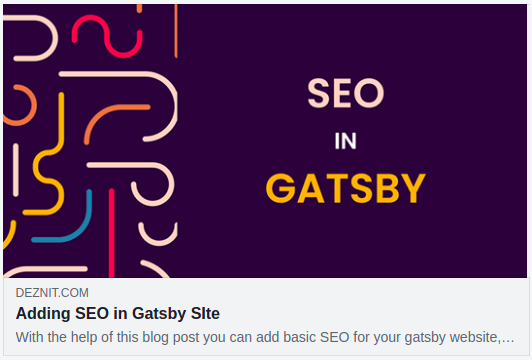 SEO
IN
GATSBY
DEZNIT.COM
Adding SEO in Gatsby SIte
With the help of this blog post you can add basic SEO for your gatsby website,...